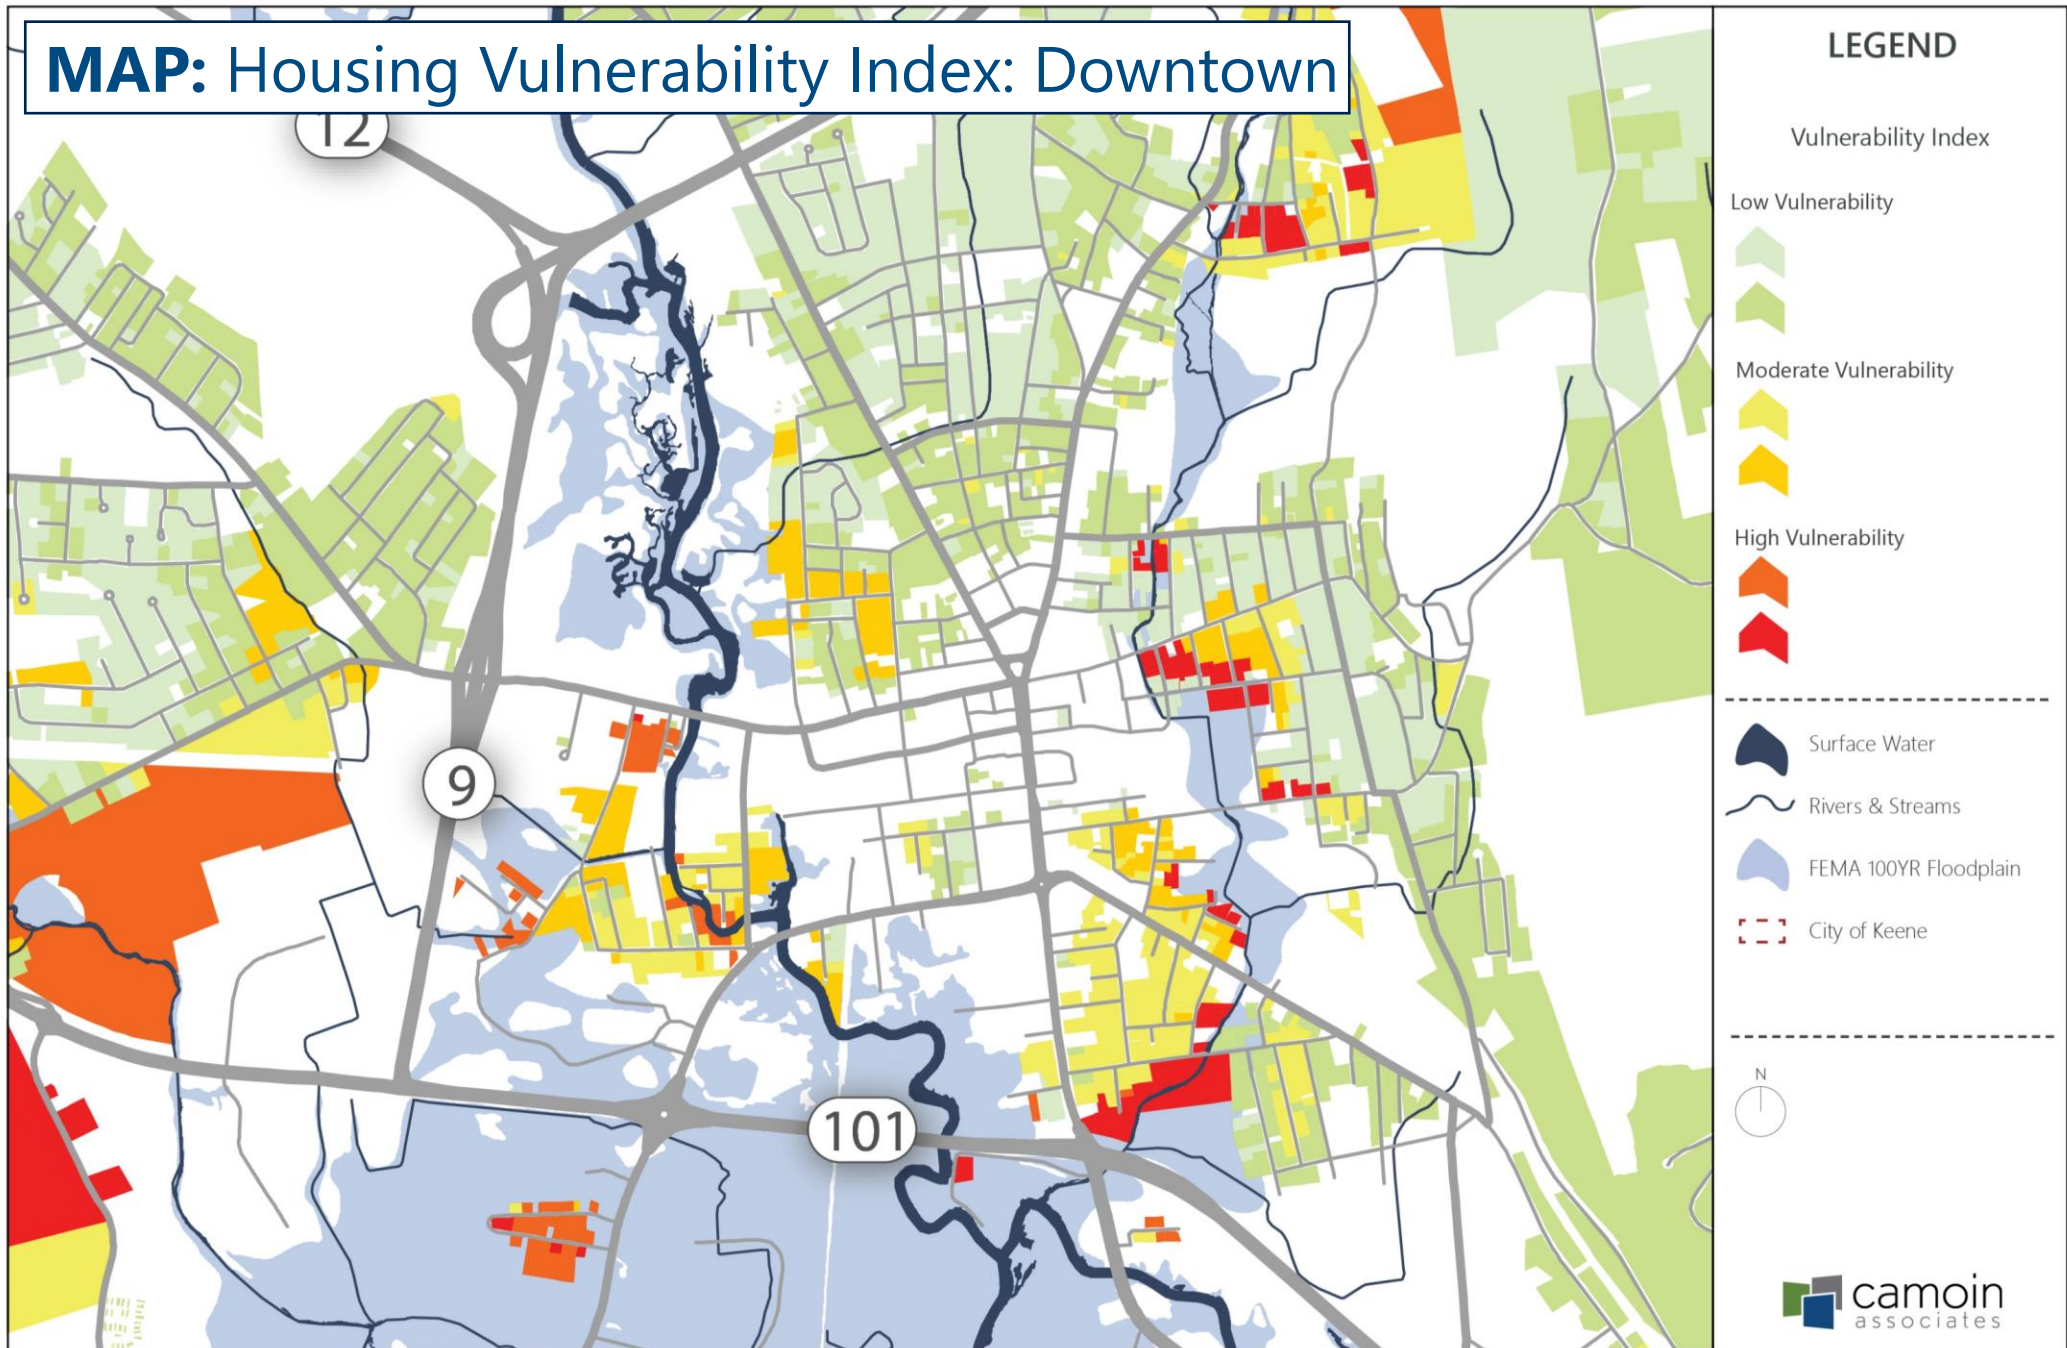 MAP: Housing Vulnerability Index: Downtown
12
9
101
LEGEND
Vulnerability Index
Low Vulnerability
Moderate Vulnerability
High Vulnerability
Surface Water
Rivers & Streams
FEMA 100YR Floodplain
City of Keene
N
camoin
associates